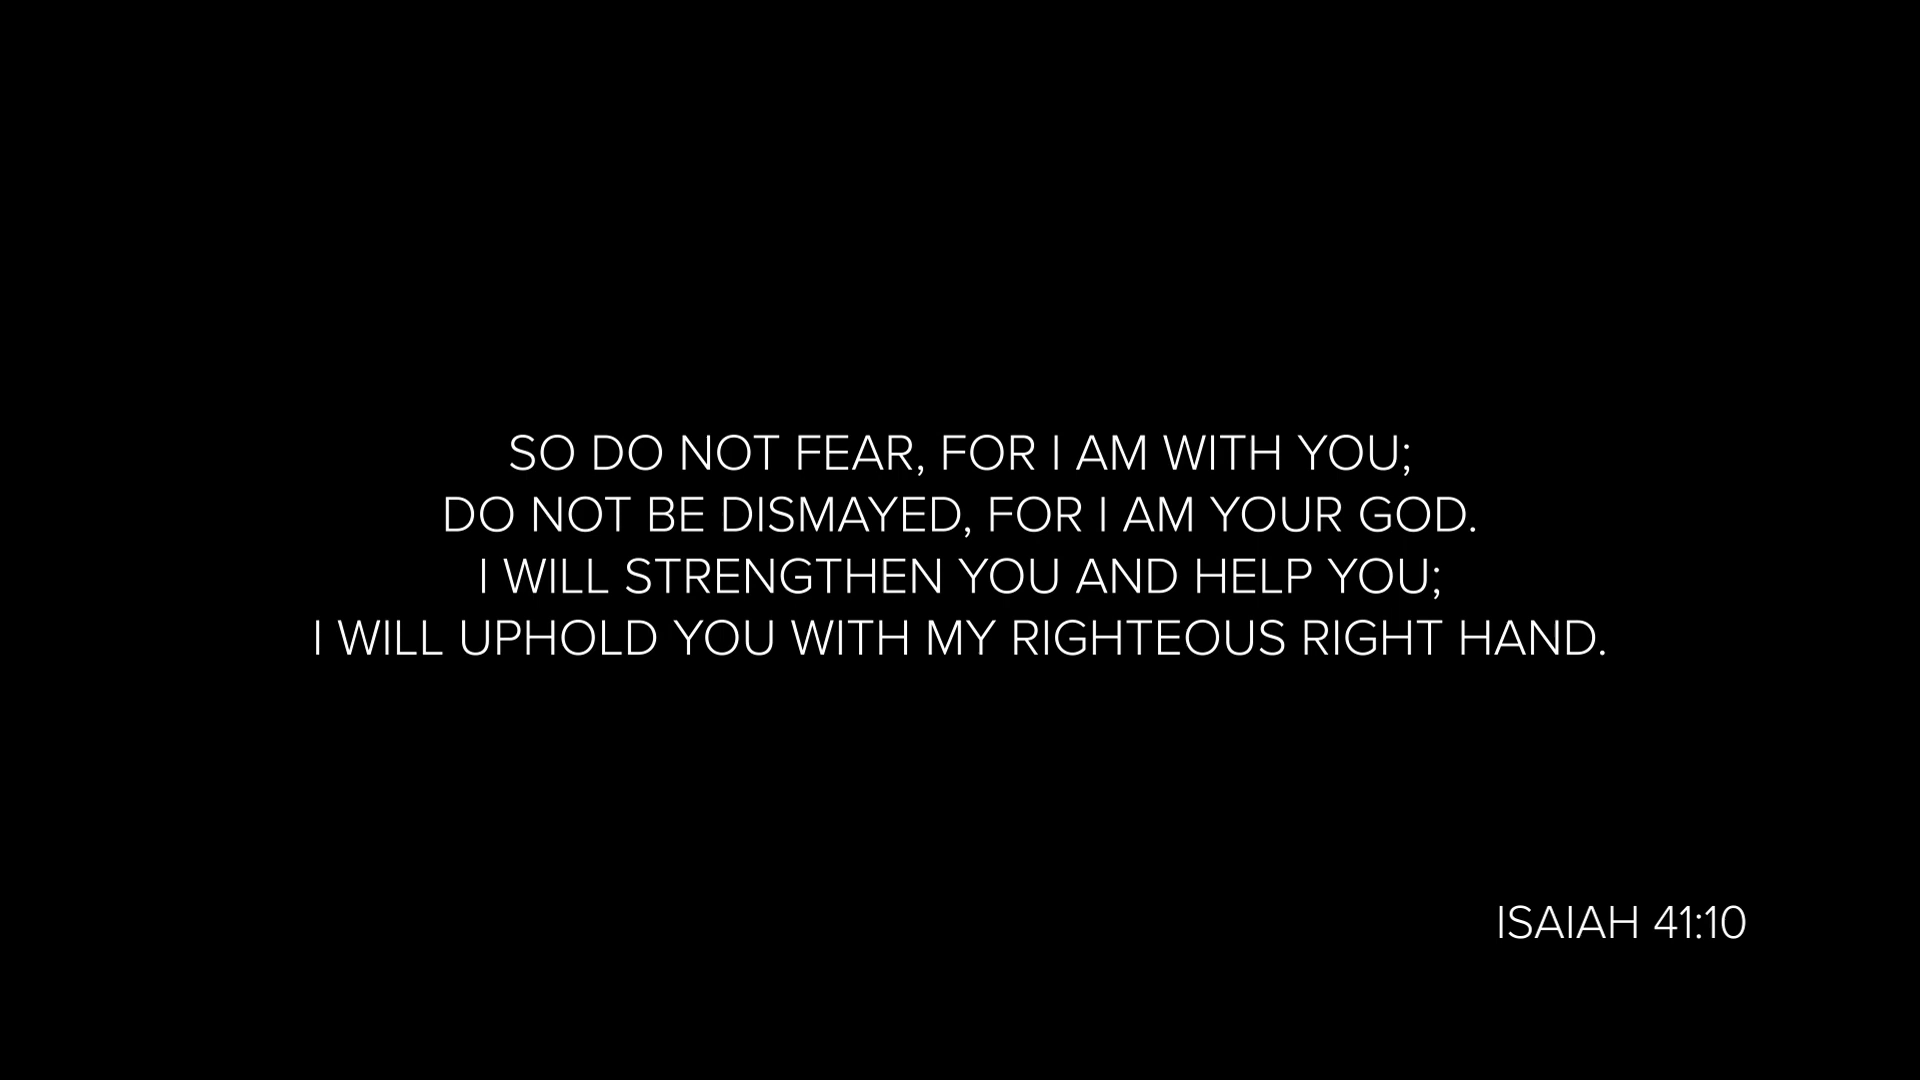 SO DO NOT FEAR, FOR I AM WITH YOU;
DO NOT BE DISMAYED, FOR I AM YOUR GOD.
I WILL STRENGTHEN YOU AND HELP YOU;
I WILL UPHOLD YOU WITH MY RIGHTEOUS RIGHT HAND.
ISAIAH 41:10